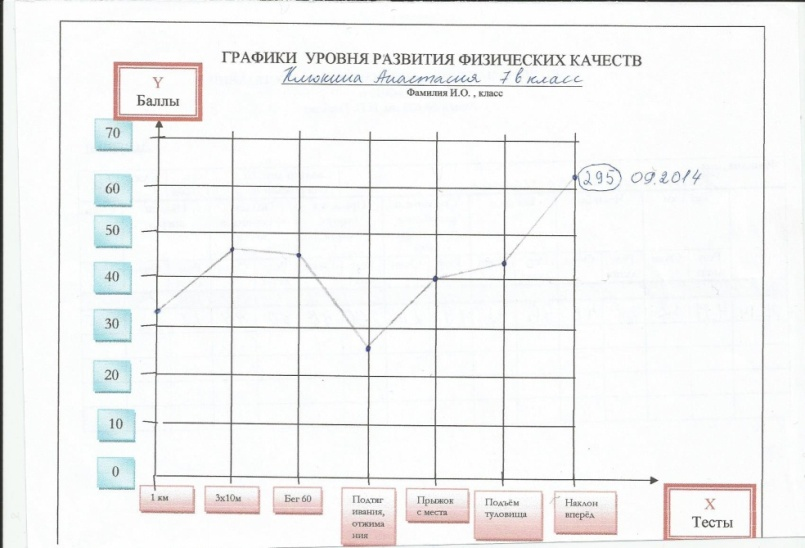 ГРАФИКИ УРОВНЯ РАЗВИТИЯ ФИЗИЧЕСКИХ КАЧЕСТВ
Анастасия 7в класс
Фамилия И.О. , класс
Y
Баллы
70
60
295 09.2014
50
40
30
20
10
0
1 км
3х10м
Бег 60
Подтяг
ивания,
отжима
ния
Прыжок
с места
Подъём
туловища
Наклон
вперёд
X
Тесты